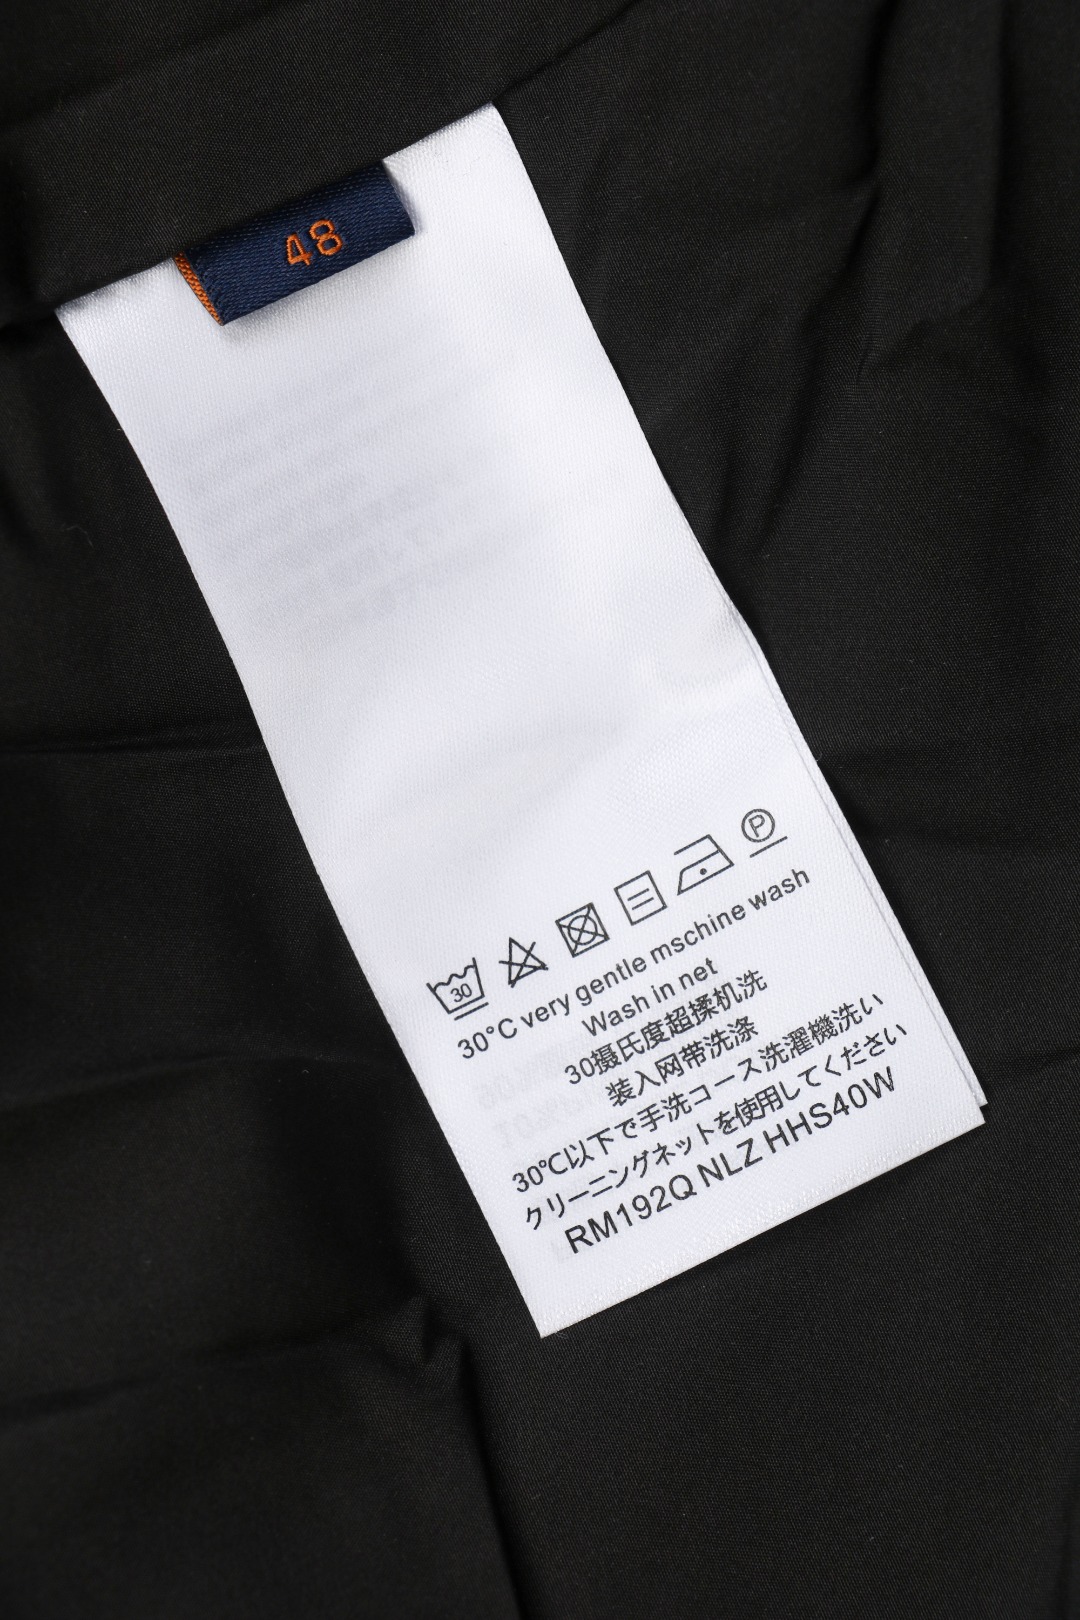 48
30
P
30°C very gentle mschine wash
Wash in net
30摄氏度超揉机洗
装入网带洗涤
30℃以下で手洗コース洗濯機洗い
クリーニングネットを使用してください
RM192Q NLZ HHS40W